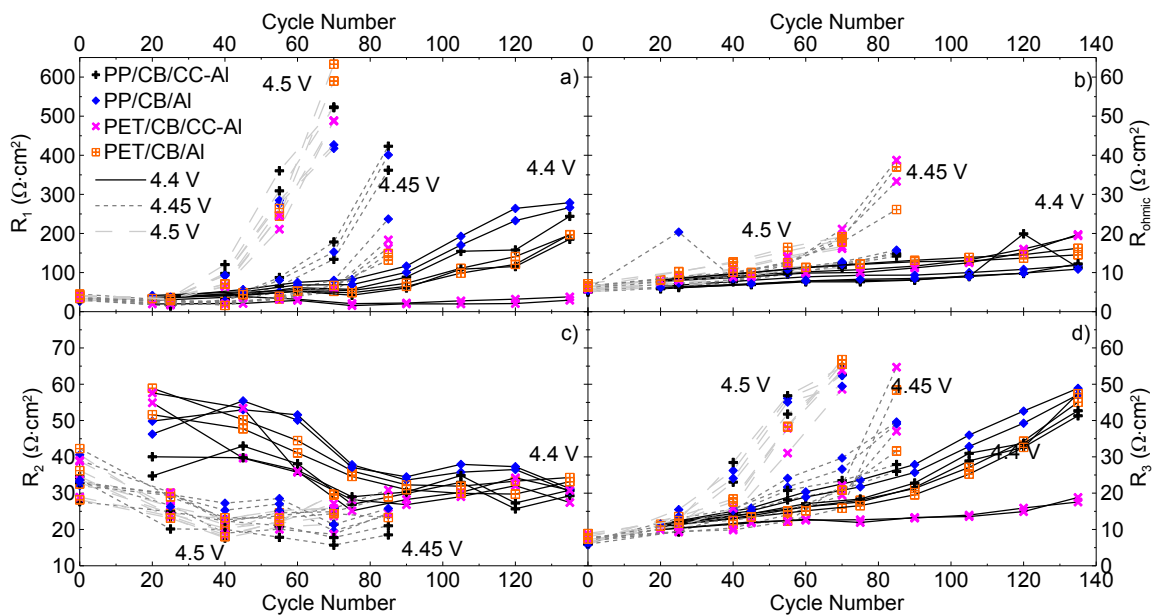 Cycle Number Cycle Number
0 20 40 60 80 100 120 0 20 40 60 80 100 120 140
600
500
400
300
200
100
0
R1 (Ω·cm²)
PP/CB/CC-Al
PP/CB/Al
PET/CB/CC-Al
PET/CB/Al
4.4 V
4.45 V
4.5 V
4.5 V
4.45 V
4.4 V
a)
b)
4.5 V
4.45 V
4.4 V
60
50
40
30
20
10
0
Rohmic (Ω·cm²)
70
60
50
40
30
20
10
R2 (Ω·cm²)
c)
4.4 V
4.5 V
4.45 V
d)
4.5 V
4.45 V
4.4 V
60
50
40
30
20
10
0
R3 (Ω·cm²)
0 20 40 60 80 100 120 0 20 40 60 80 100 120 140
Cycle Number Cycle Number